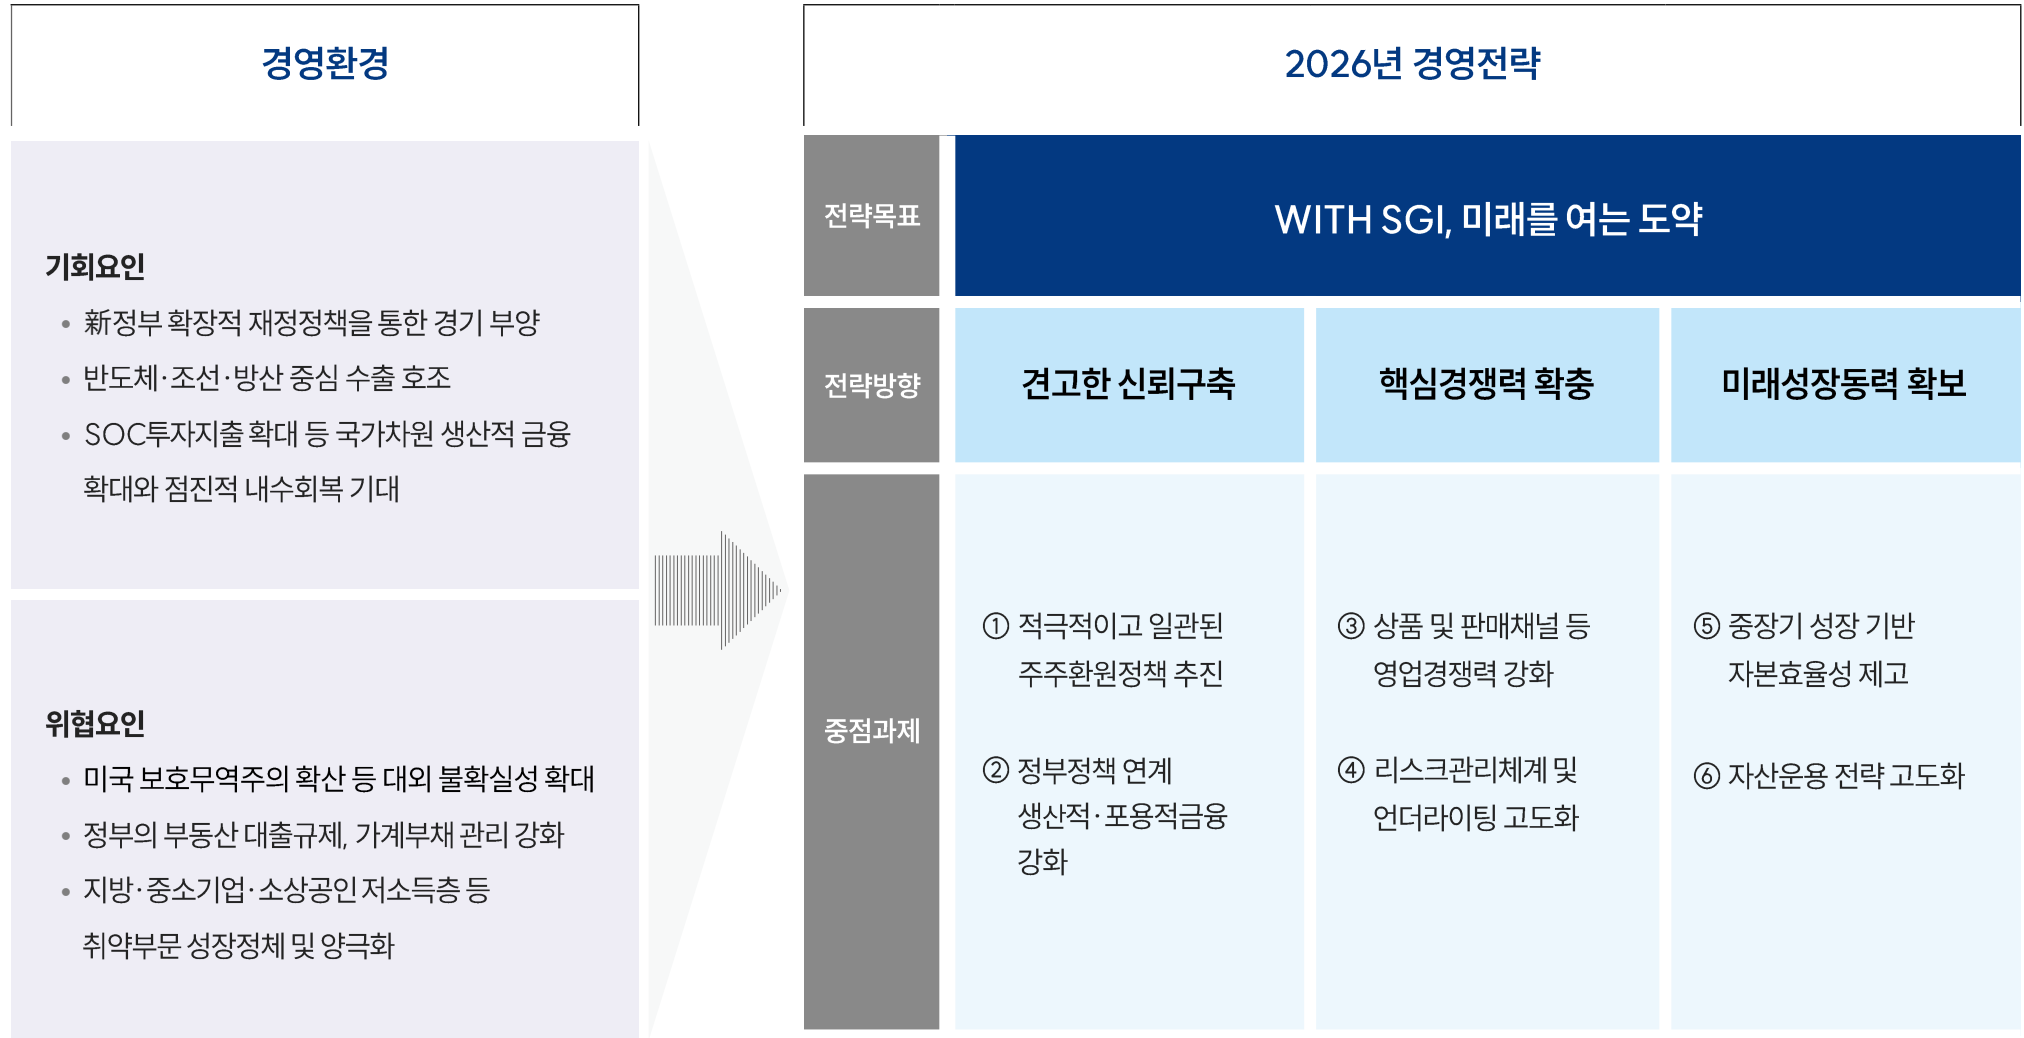 경영환경
기회요인
• 新정부 확장적 재정정책을 통한 경기 부양
• 반도체·조선·방산 중심 수출 호조
• SOC투자지출 확대 등 국가차원 생산적 금융
확대와 점진적 내수회복 기대
위협요인
• 미국 보호무역주의 확산 등 대외 불확실성 확대
• 정부의 부동산 대출규제, 가계부채 관리 강화
• 지방·중소기업·소상공인 저소득층 등
취약부문 성장정체 및 양극화
2026년 경영전략
전략목표
WITH SGI, 미래를 여는 도약
전략방향
견고한 신뢰구축
핵심경쟁력 확충
미래성장동력 확보
중점과제
① 적극적이고 일관된
주주환원정책 추진
② 정부정책 연계
생산적·포용적금융
강화
③ 상품 및 판매채널 등
영업경쟁력 강화
④ 리스크관리체계 및
언더라이팅 고도화
⑤ 중장기 성장 기반
자본효율성 제고
⑥ 자산운용 전략 고도화